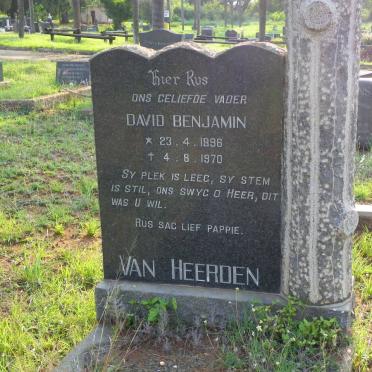 Hier Rus
ONS GELIEFDE VADER
DAVID BENJAMIN
* 23.4.1896
† 4.8.1970
SY PLEK IS LEEG, SY STEM
IS STIL, ONS SWYG O HEER, DIT
WAS U WIL.
RUS SAG LIEF PAPPIE.
VAN HEERDEN